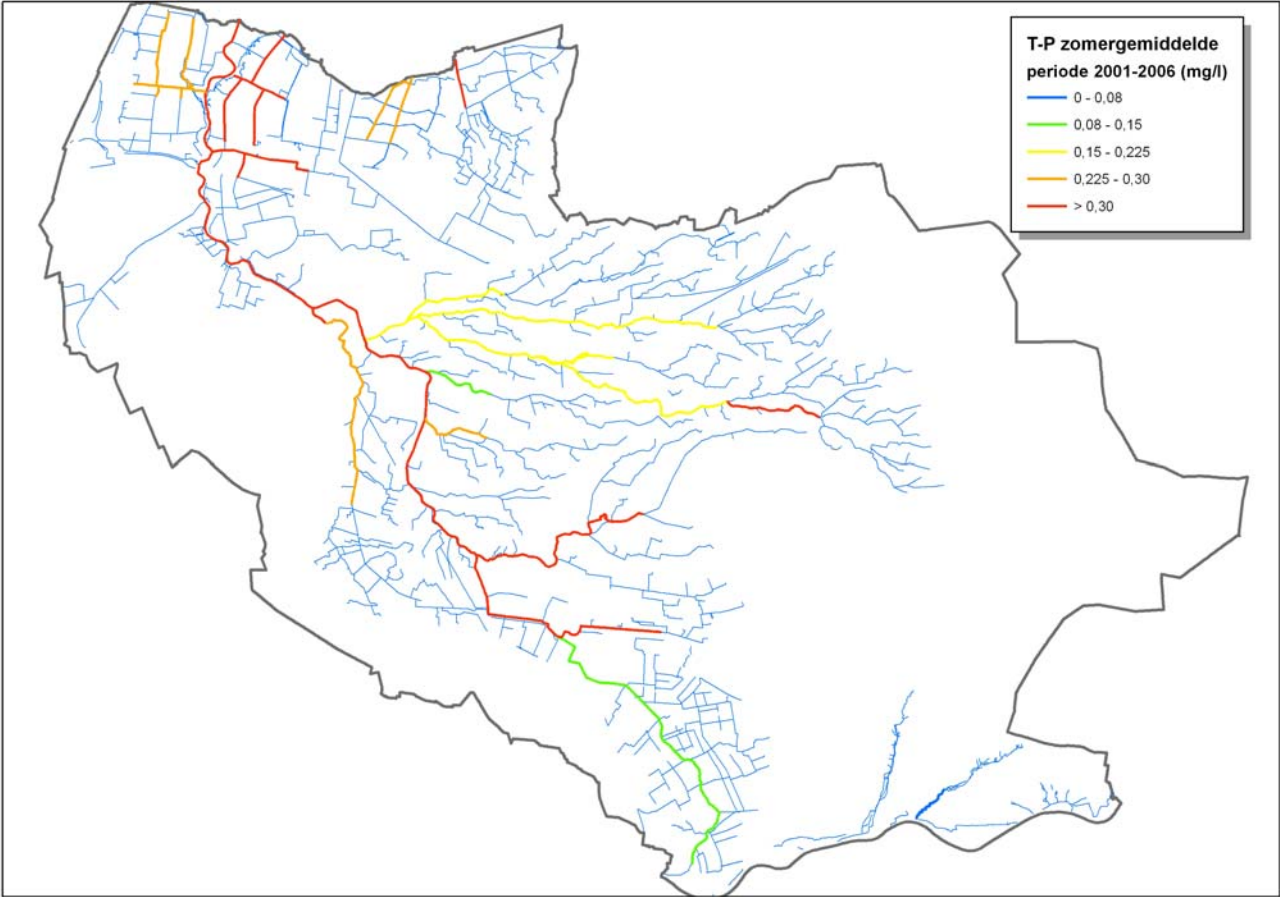 T-P zomergemiddelde
periode 2001-2006 (mg/l)
0 - 0,08
0,08 - 0,15
0,15 - 0,225
0,225 - 0,30
> 0,30